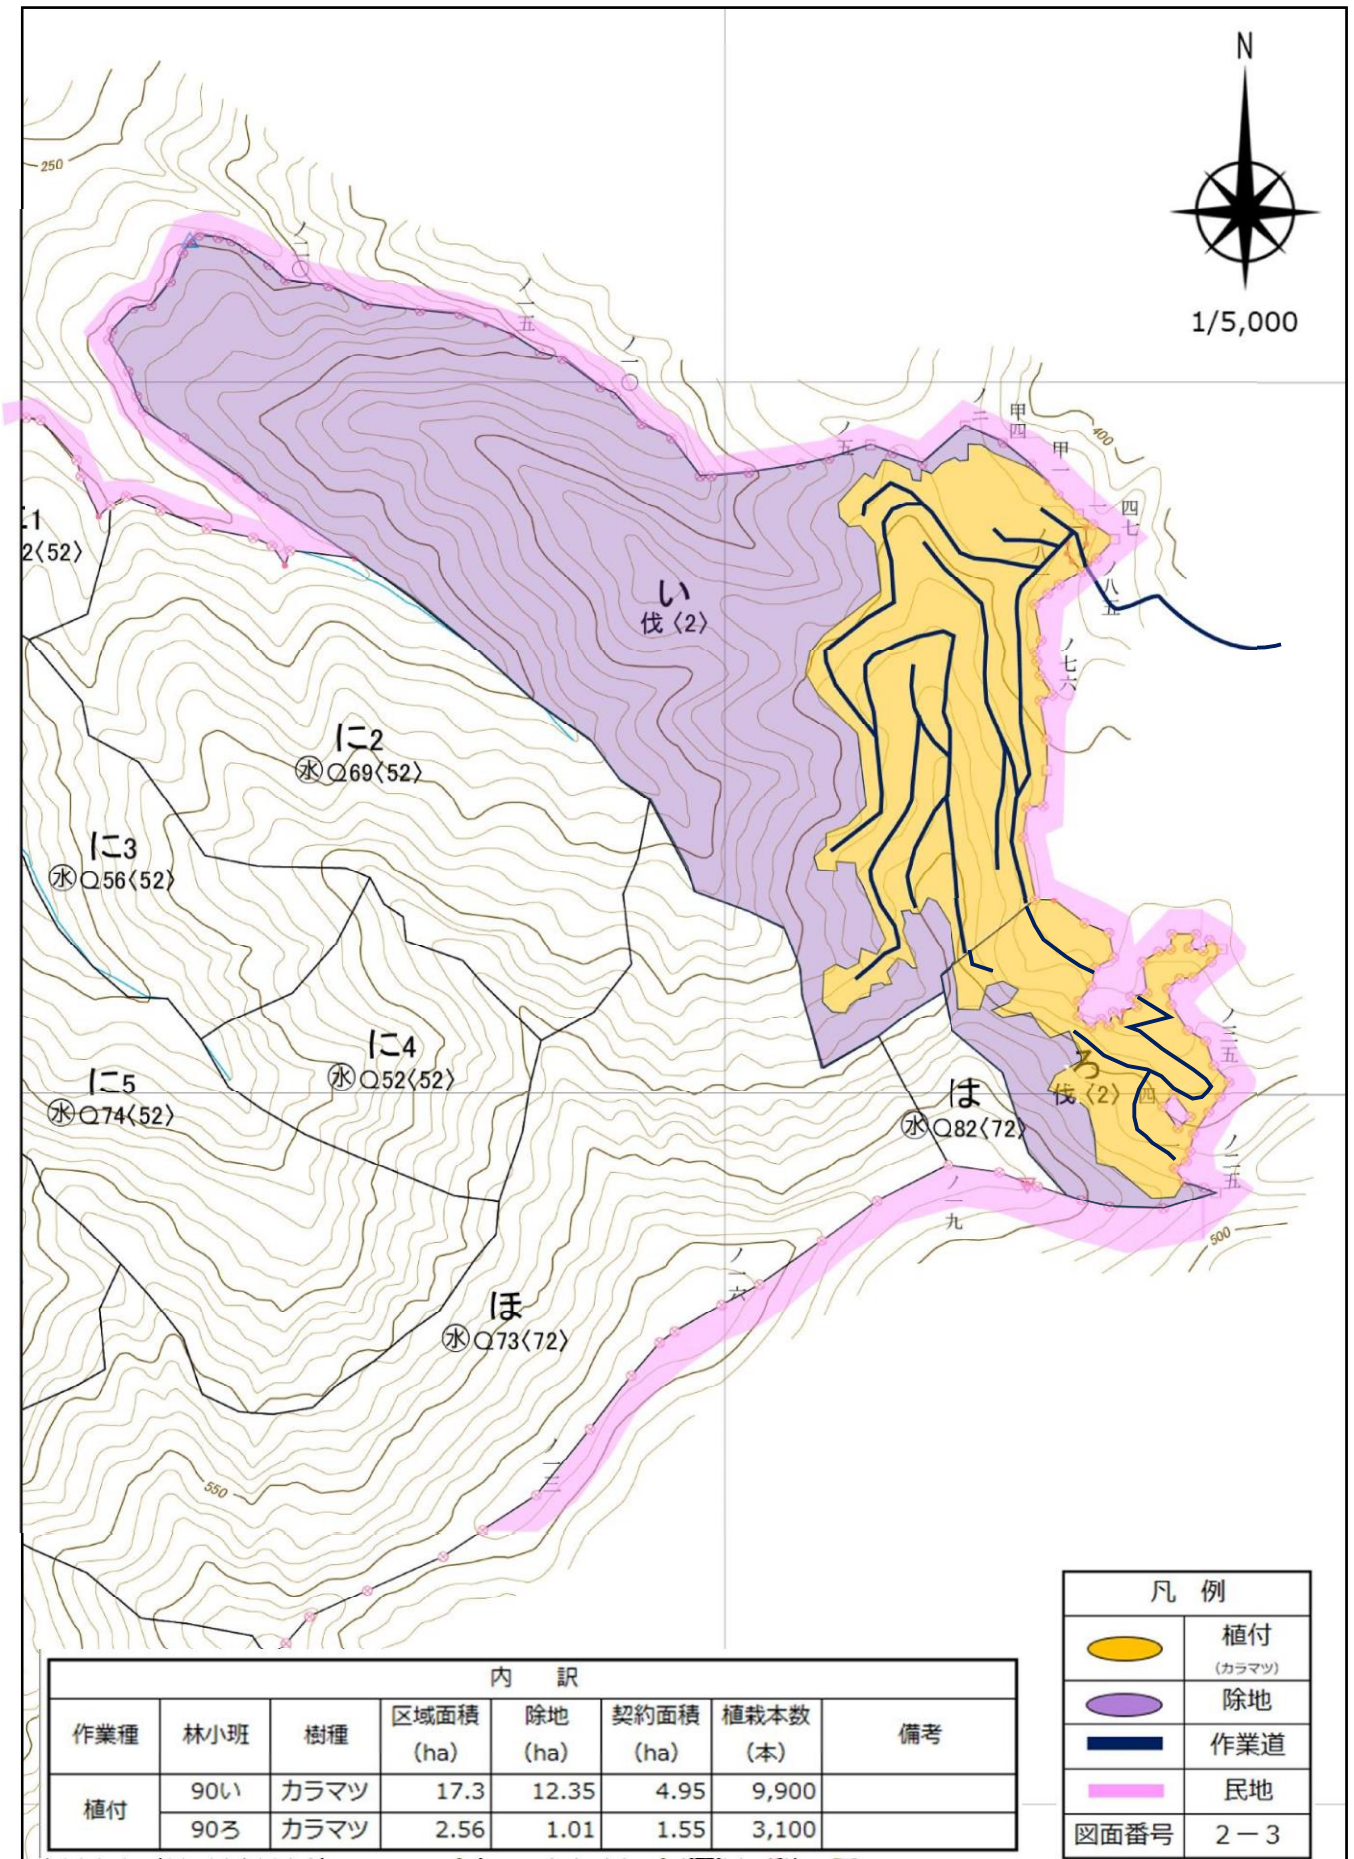 N
1/5,000
250
ノ二〇
ノ一五
ノ一〇
ノ五
ノ二
甲四
甲一
400
四七
一
ノ八一
ノ八五
ノ七六
1
2〈52〉
い
伐〈2〉
に2
㊌Q69〈52〉
に3
㊌Q56〈52〉
に4
㊌Q52〈52〉
に5
㊌Q74〈52〉
は
㊌Q82〈72〉
ろ
伐〈2〉
四
ノ三五
ノ二五
ノ一九
500
ノ一六
ほ
㊌Q73〈72〉
ノ一三
550
凡 例
植付
(カラマツ)
除地
作業道
民地
図面番号 2-3
内 訳
作業種 林小班 樹種 区域面積(ha) 除地(ha) 契約面積(ha) 植栽本数(本) 備考
植付 90い カラマツ 17.3 12.35 4.95 9,900
90ろ カラマツ 2.56 1.01 1.55 3,100